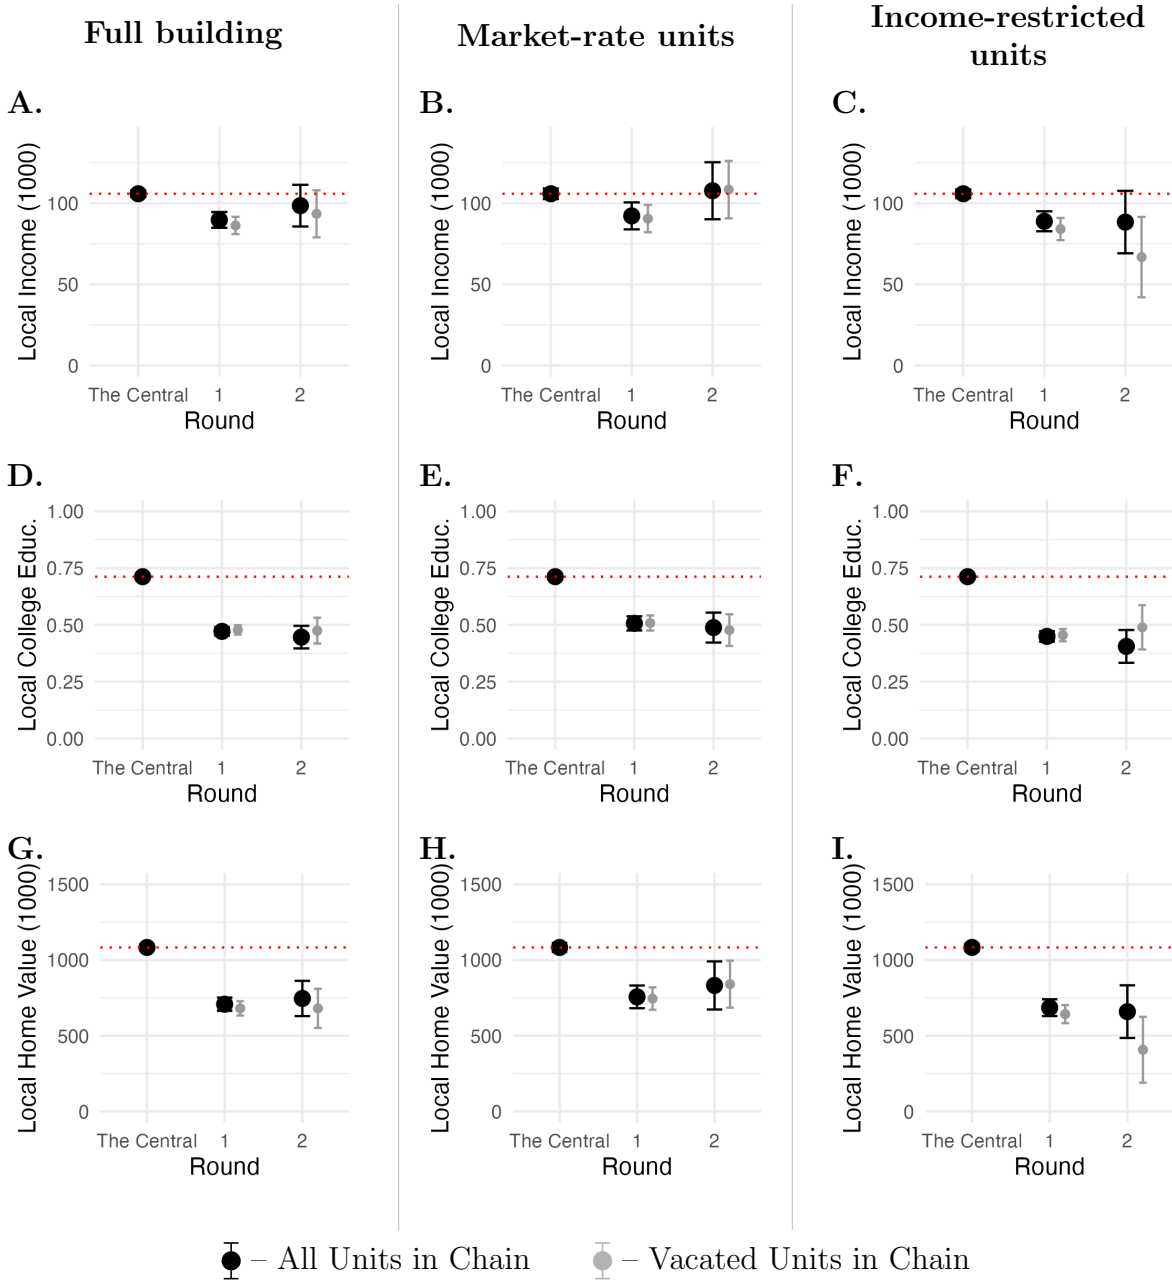 Full building
Market-rate units
Income-restricted
units
A.
Local Income (1000)
100
50
0
The Central 1 2
Round
B.
Local Income (1000)
100
50
0
The Central 1 2
Round
C.
Local Income (1000)
100
50
0
The Central 1 2
Round
D.
Local College Educ.
1.00
0.75
0.50
0.25
0.00
The Central 1 2
Round
E.
Local College Educ.
1.00
0.75
0.50
0.25
0.00
The Central 1 2
Round
F.
Local College Educ.
1.00
0.75
0.50
0.25
0.00
The Central 1 2
Round
G.
Local Home Value (1000)
1500
1000
500
0
The Central 1 2
Round
H.
Local Home Value (1000)
1500
1000
500
0
The Central 1 2
Round
I.
Local Home Value (1000)
1500
1000
500
0
The Central 1 2
Round
– All Units in Chain
– Vacated Units in Chain